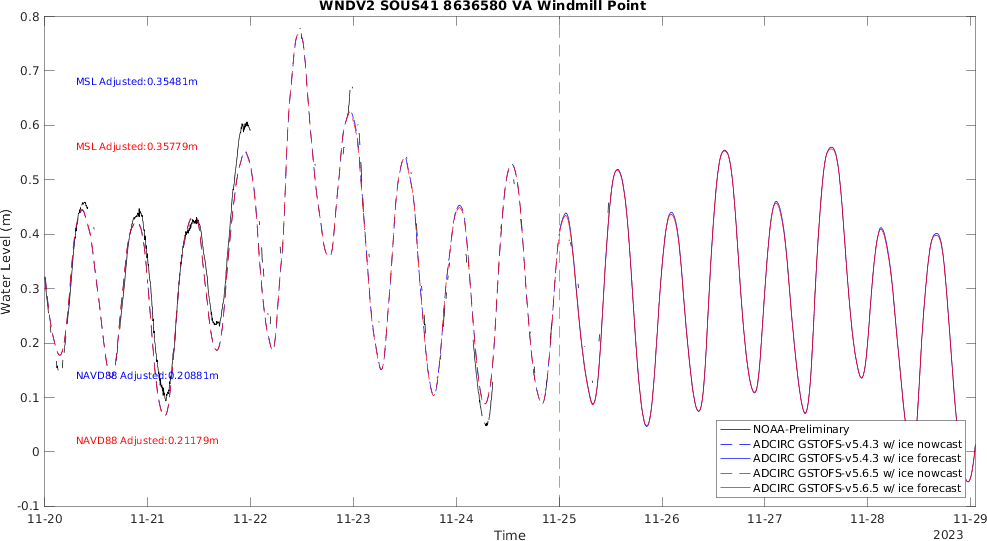 WNDV2 SOUS41 8636580 VA Windmill Point
0.8
0.7
0.6
0.5
0.4
0.3
0.2
0.1
0
-0.1
Water Level (m)
MSL Adjusted:0.35481m
MSL Adjusted:0.35779m
NAVD88 Adjusted:0.20881m
NAVD88 Adjusted:0.21179m
NOAA-Preliminary
ADCIRC GSTOFS-v5.4.3 w/ ice nowcast
ADCIRC GSTOFS-v5.4.3 w/ ice forecast
ADCIRC GSTOFS-v5.6.5 w/ ice nowcast
ADCIRC GSTOFS-v5.6.5 w/ ice forecast
11-20 11-21 11-22 11-23 11-24 11-25 11-26 11-27 11-28 11-29
Time
2023